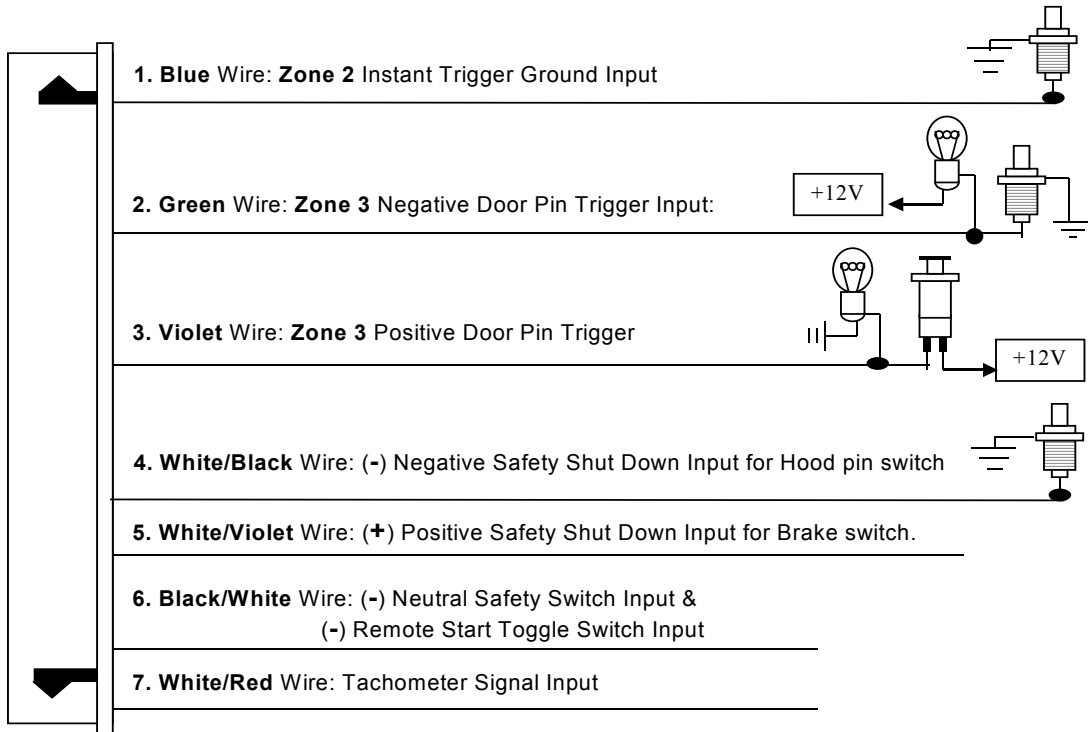 1. Blue Wire: Zone 2 Instant Trigger Ground Input
2. Green Wire: Zone 3 Negative Door Pin Trigger Input:
+12V
3. Violet Wire: Zone 3 Positive Door Pin Trigger
+12V
4. White/Black Wire: (-) Negative Safety Shut Down Input for Hood pin switch
5. White/Violet Wire: (+) Positive Safety Shut Down Input for Brake switch.
6. Black/White Wire: (-) Neutral Safety Switch Input &
(-) Remote Start Toggle Switch Input
7. White/Red Wire: Tachometer Signal Input